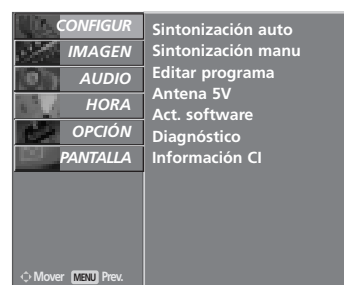 CONFIGUR
IMAGEN
AUDIO
HORA
OPCIÓN
PANTALLA
Sintonización auto
Sintonización manu
Editar programa
Antena 5V
Act. software
Diagnóstico
Información CI
Mover MENU Prev.